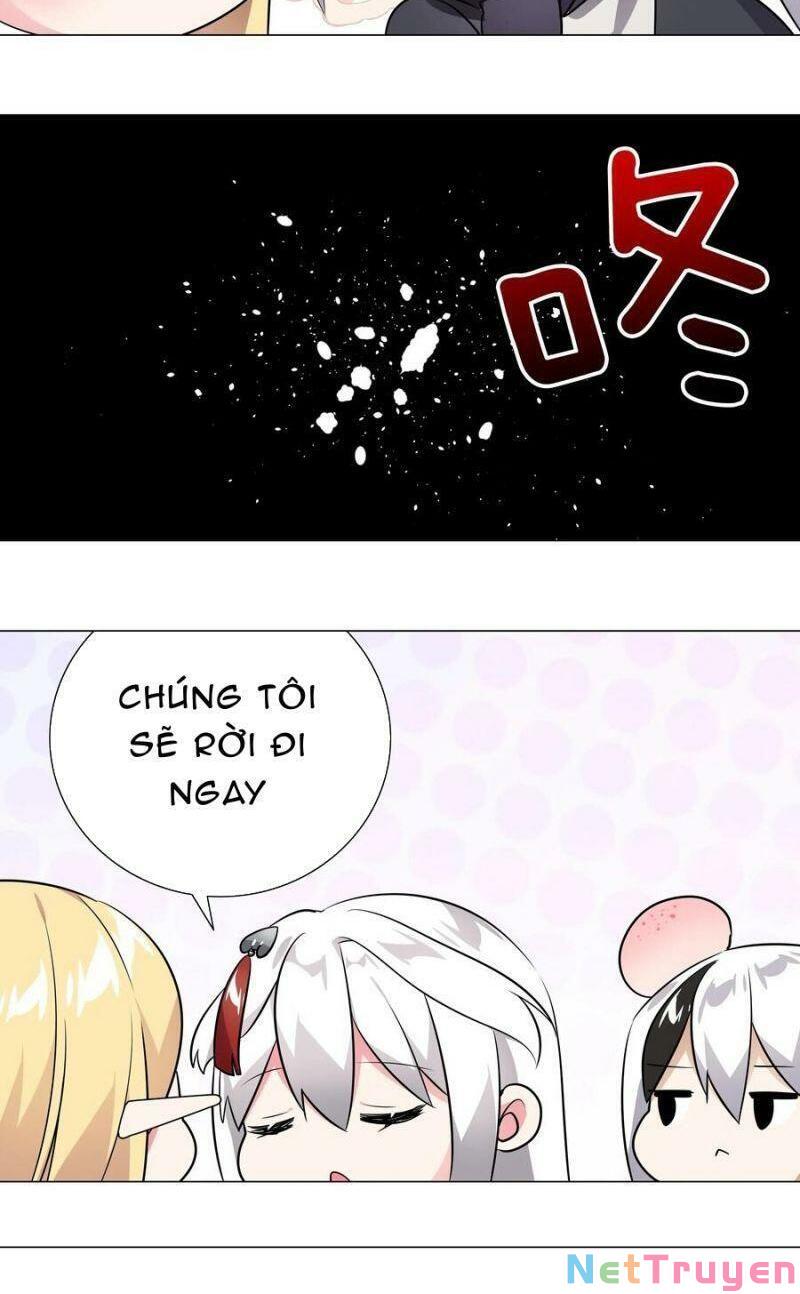 咚
CHÚNG TÔI
SẼ RỜI ĐI
NGAY
NetTruyen